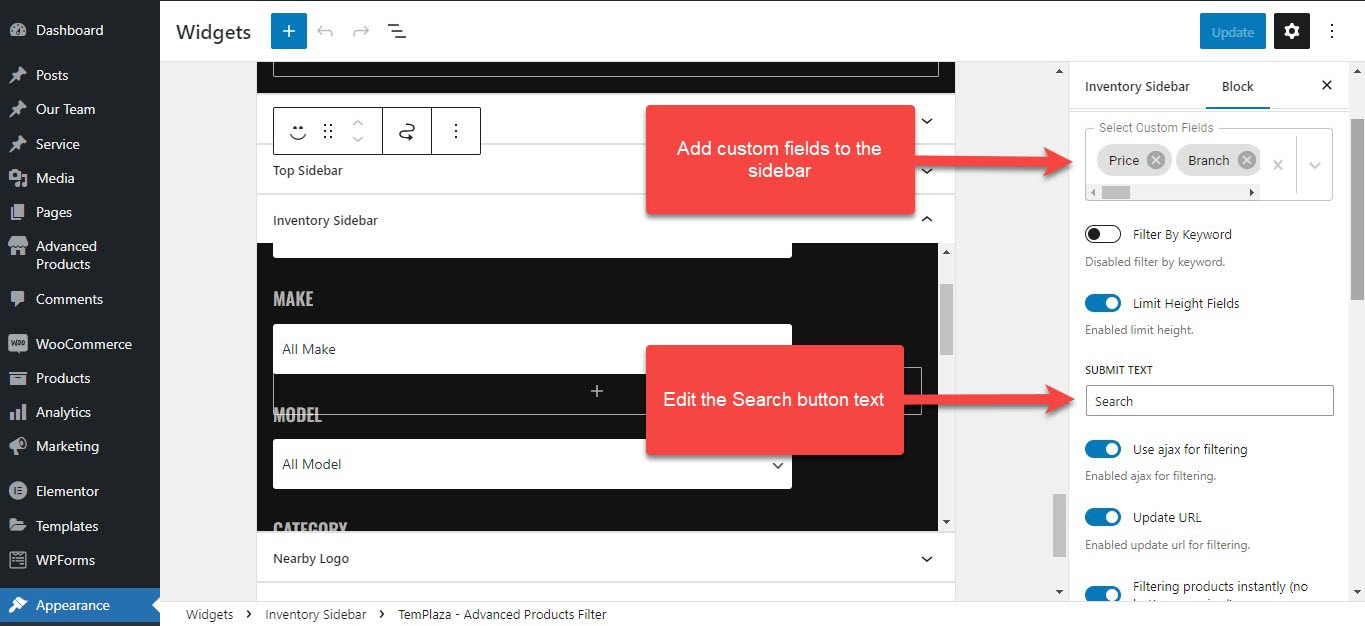 Dashboard
Posts
Our Team
Service
Media
Pages
Advanced
Products
Comments
WooCommerce
Products
Analytics
Marketing
Elementor
Templates
WPForms
Appearance
Widgets
Update
Top Sidebar
Inventory Sidebar
MAKE
All Make
MODEL
All Model
CATEGORY
Nearby Logo
Add custom fields to the
sidebar
Edit the Search button text
Inventory Sidebar
Block
Select Custom Fields
Price
Branch
Filter By Keyword
Disabled filter by keyword.
Limit Height Fields
Enabled limit height.
SUBMIT TEXT
Search
Use ajax for filtering
Enabled ajax for filtering.
Update URL
Enabled update url for filtering.
Filtering products instantly (no
Widgets > Inventory Sidebar > TemPlaza - Advanced Products Filter